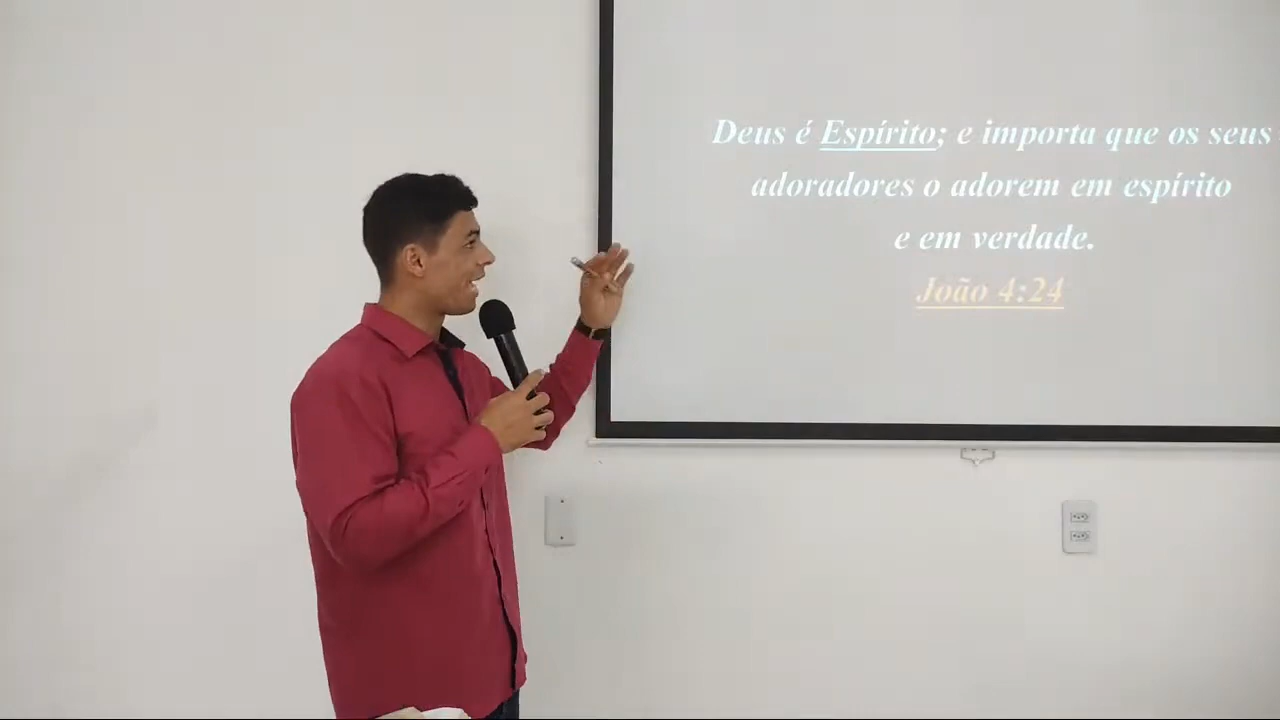 Deus é Espírito; e importa que os seus
adoradores o adorem em espírito
e em verdade.
João 4:24